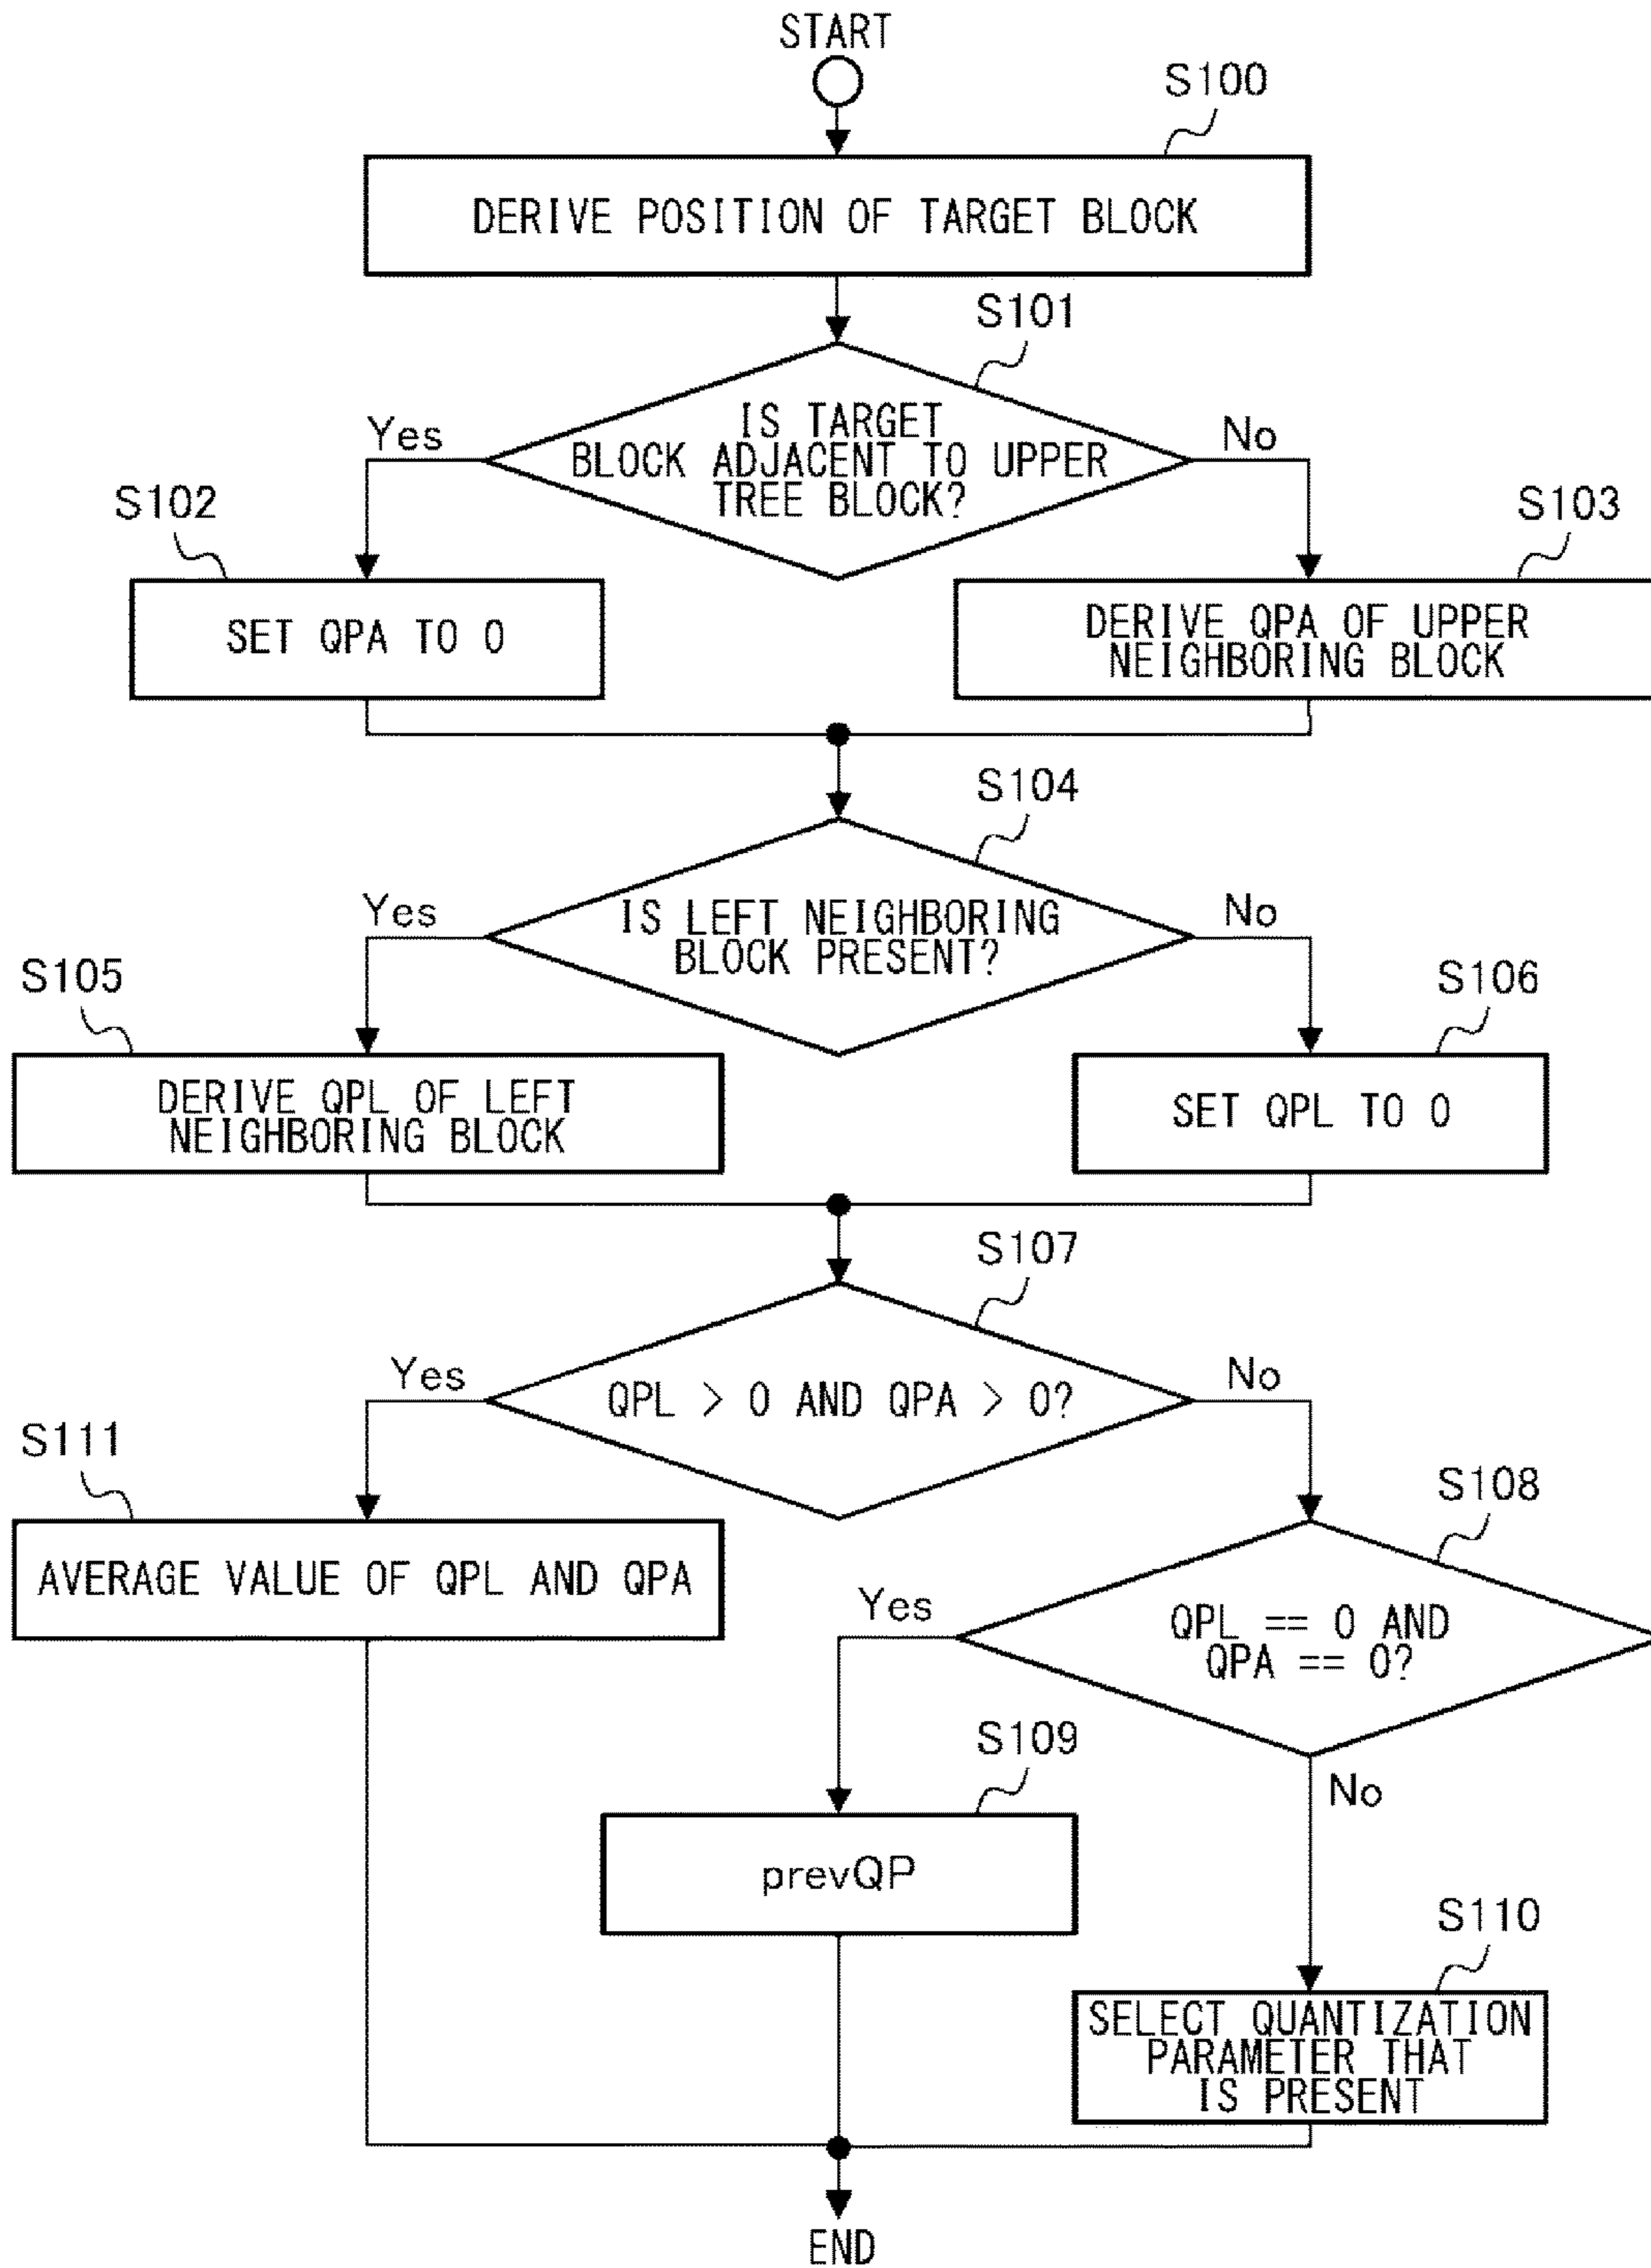 START
S100
DERIVE POSITION OF TARGET BLOCK
S101
IS TARGET
BLOCK ADJACENT TO UPPER
TREE BLOCK?
Yes
No
S102
S103
SET QPA TO 0
DERIVE QPA OF UPPER
NEIGHBORING BLOCK
S104
IS LEFT NEIGHBORING
BLOCK PRESENT?
Yes
No
S105
S106
DERIVE QPL OF LEFT
NEIGHBORING BLOCK
SET QPL TO 0
S107
QPL > 0 AND QPA > 0?
Yes
No
S111
S108
AVERAGE VALUE OF QPL AND QPA
QPL == 0 AND
QPA == 0?
Yes
No
S109
prevQP
S110
SELECT QUANTIZATION
PARAMETER THAT
IS PRESENT
END